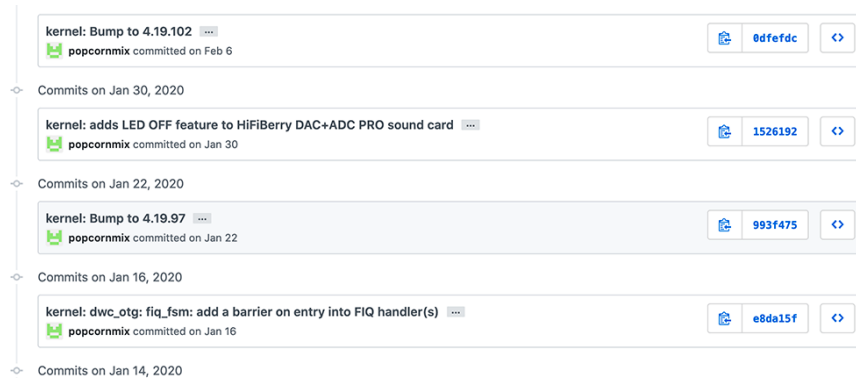 kernel: Bump to 4.19.102 ...
popcornmix committed on Feb 6
0dfefdc
<>
Commits on Jan 30, 2020
kernel: adds LED OFF feature to HiFiBerry DAC+ADC PRO sound card ...
popcornmix committed on Jan 30
1526192
<>
Commits on Jan 22, 2020
kernel: Bump to 4.19.97 ...
popcornmix committed on Jan 22
993f475
<>
Commits on Jan 16, 2020
kernel: dwc_otg: fiq_fsm: add a barrier on entry into FIQ handler(s) ...
popcornmix committed on Jan 16
e8da15f
<>
Commits on Jan 14, 2020